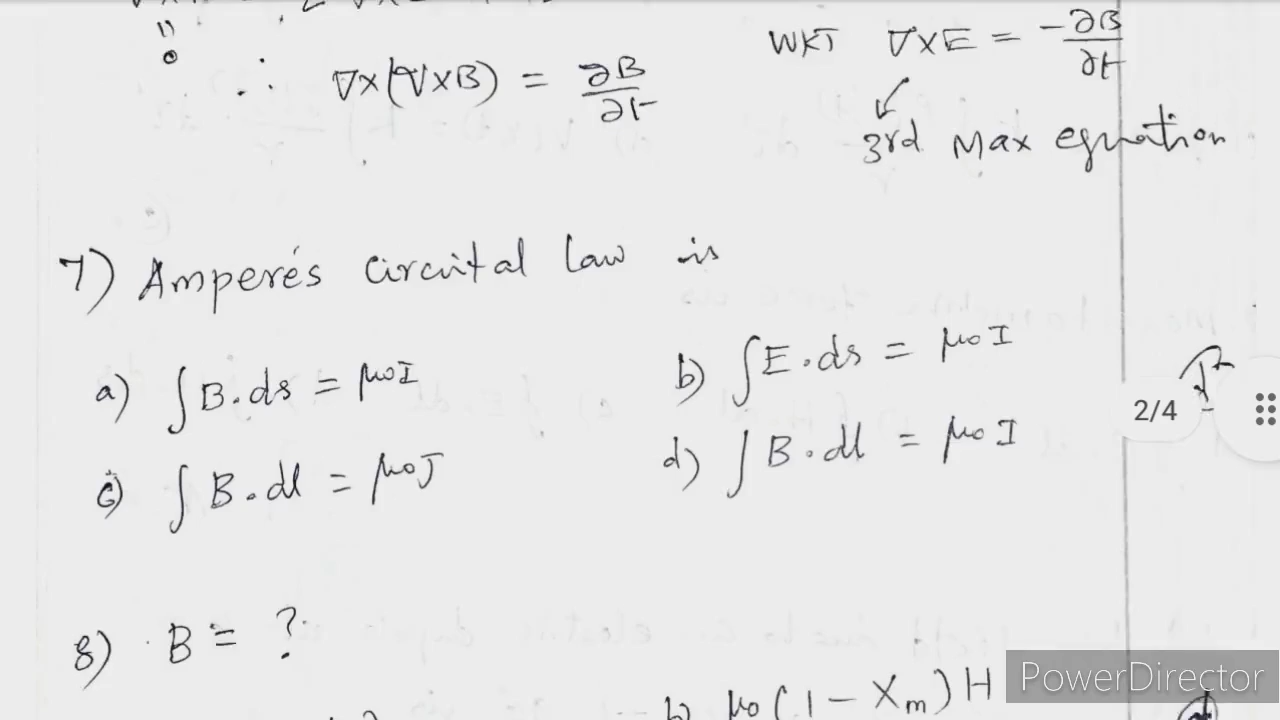 WKT ∇×E = -∂B/∂t
∴ ∇×(∇×B) = ∂B/∂t
3rd Max equation
7) Ampere's Circuital Law is
a) ∫B.ds = μ₀I
b) ∫E.ds = μ₀I
2/4
c) ∫B.dl = μ₀J
d) ∫B.dl = μ₀I
8) B = ?
b) μ₀(1 - Xₘ)H
PowerDirector